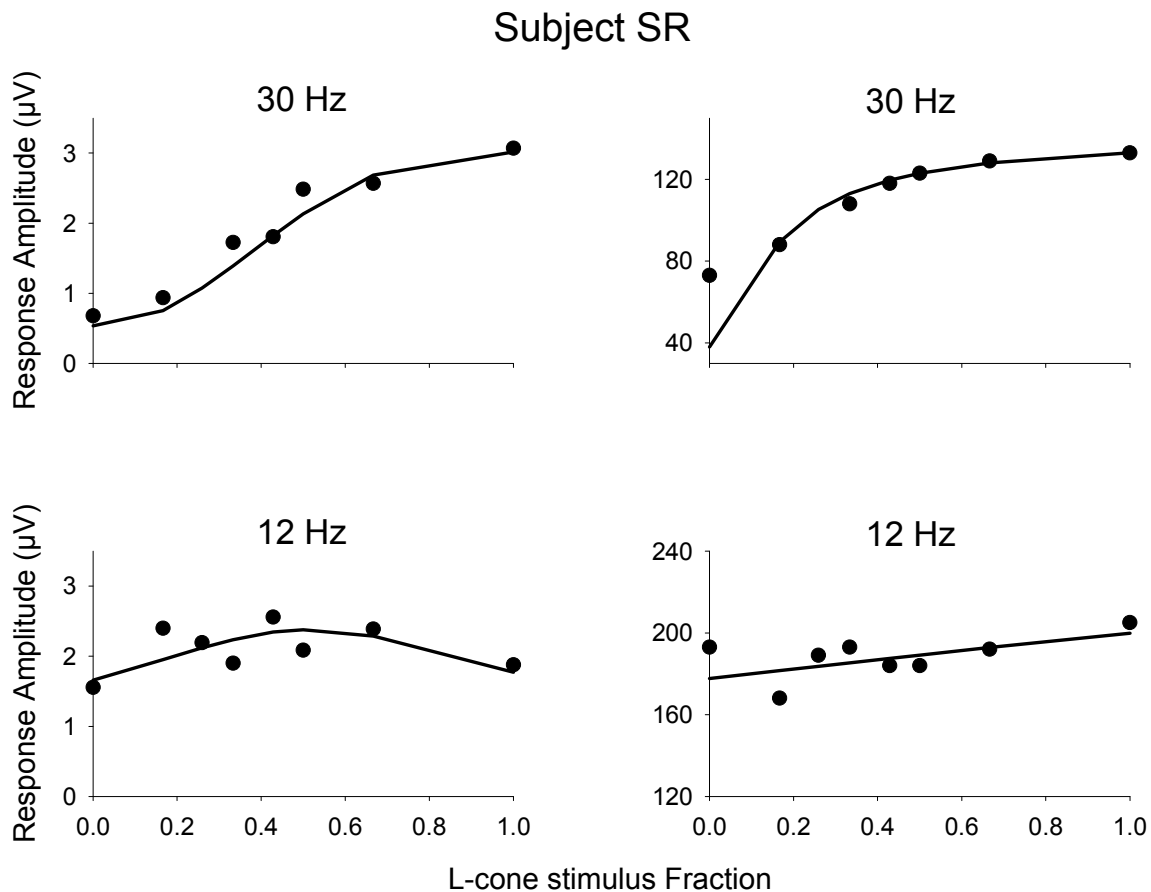 Subject SR
30 Hz
30 Hz
Response Amplitude (µV)
3
2
1
0
120
80
40
12 Hz
12 Hz
Response Amplitude (µV)
3
2
1
0
240
200
160
120
0.0 0.2 0.4 0.6 0.8 1.0
0.0 0.2 0.4 0.6 0.8 1.0
L-cone stimulus Fraction